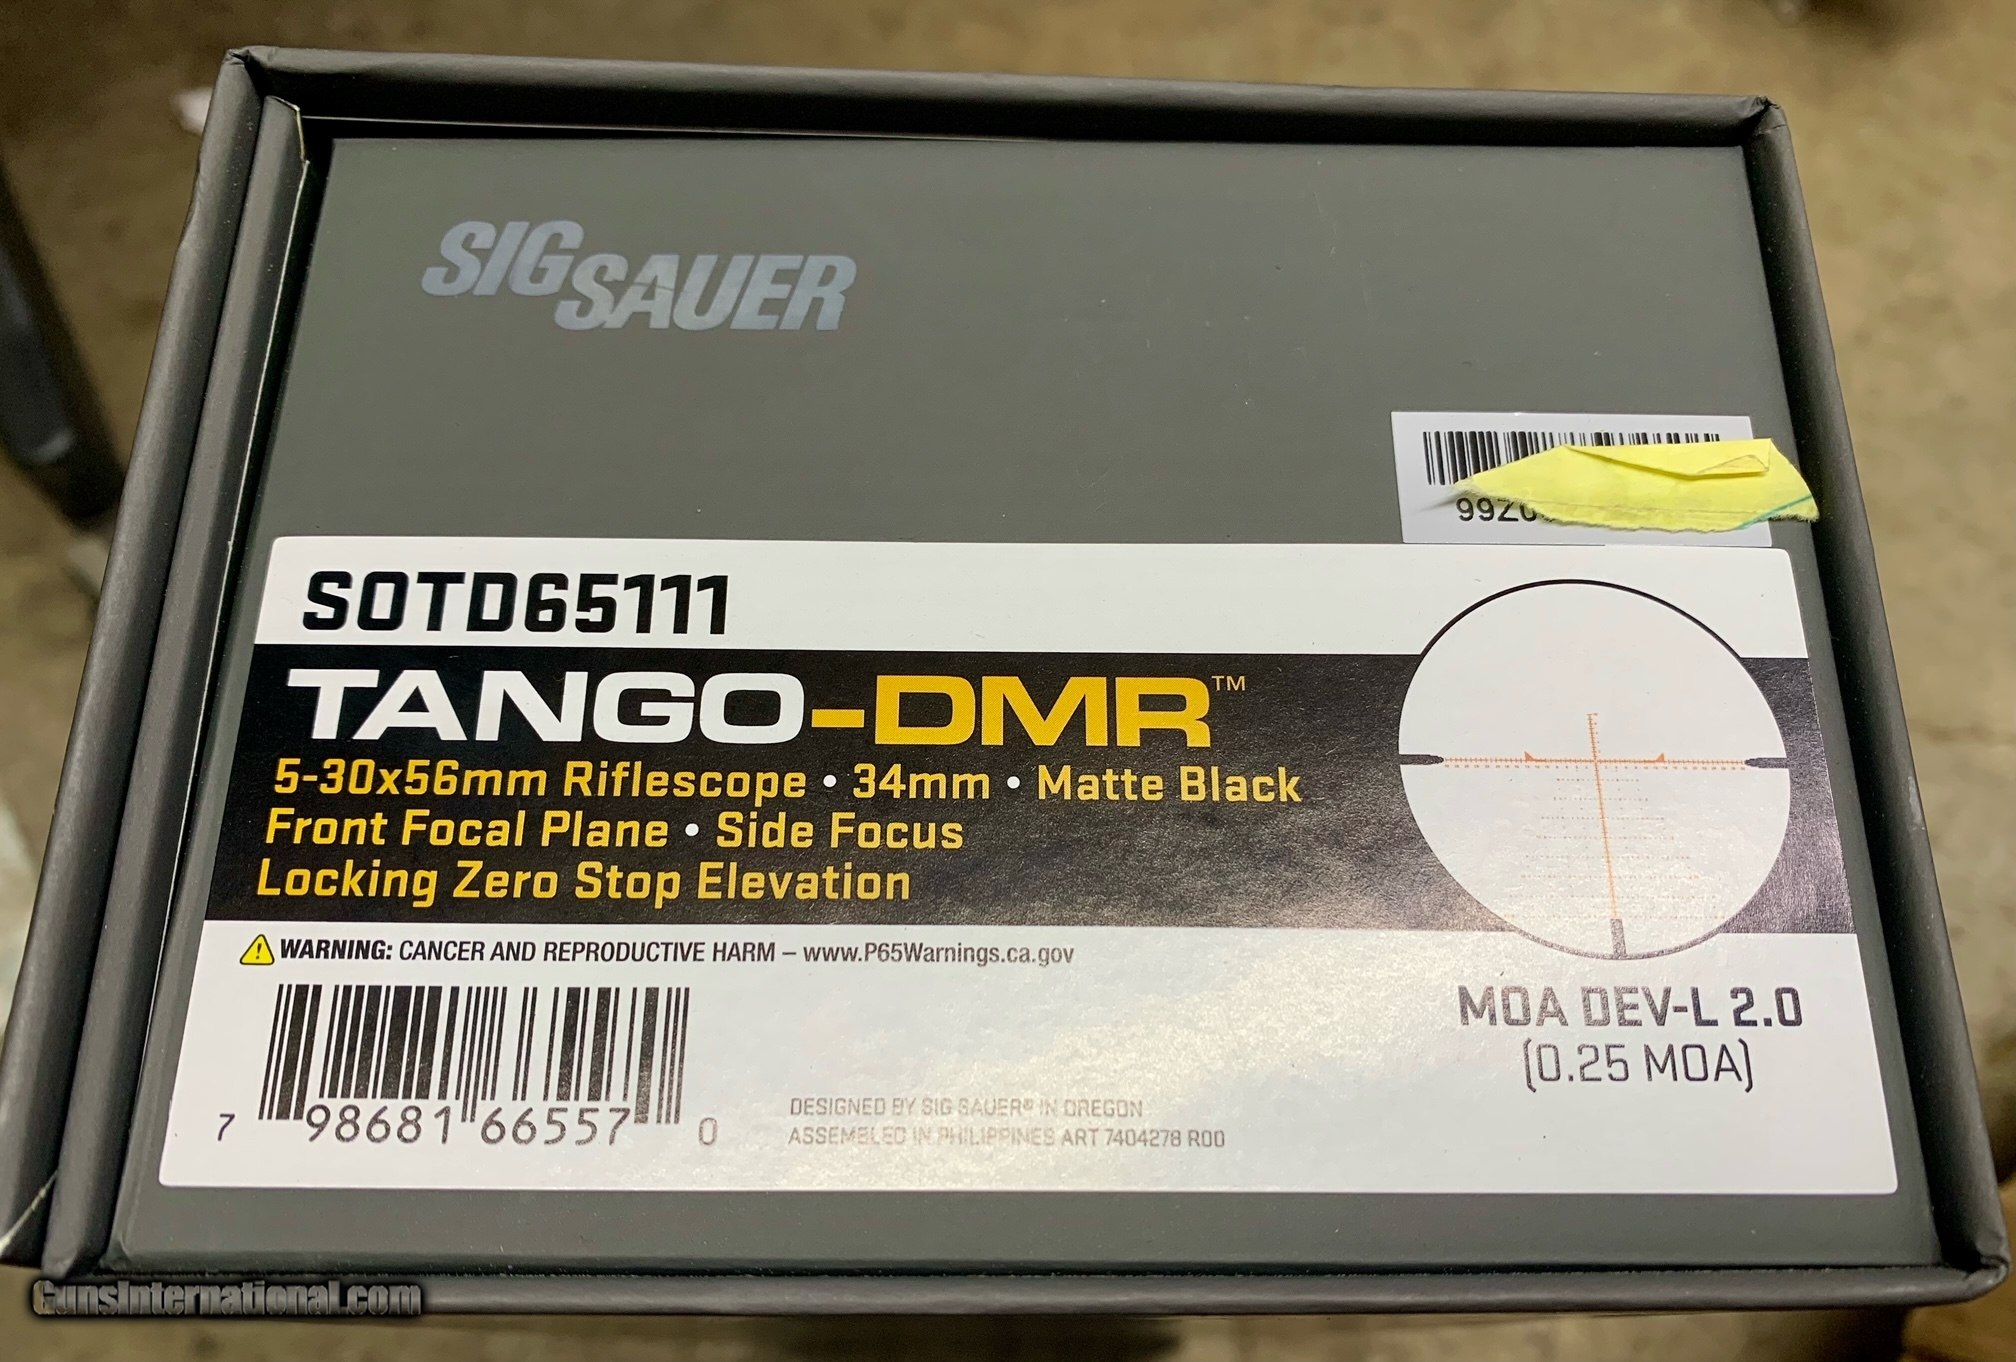 SIG SAUER
SOTD65111
TANGO-DMR™
5-30x56mm Riflescope • 34mm • Matte Black
Front Focal Plane • Side Focus
Locking Zero Stop Elevation
WARNING: CANCER AND REPRODUCTIVE HARM – www.P65Warnings.ca.gov
7 98681 66557 0
DESIGNED BY SIG SAUER® IN OREGON
ASSEMBLED IN PHILIPPINES ART 7404278 R00
MOA DEV-L 2.0
(0.25 MOA)
GunsInternational.com